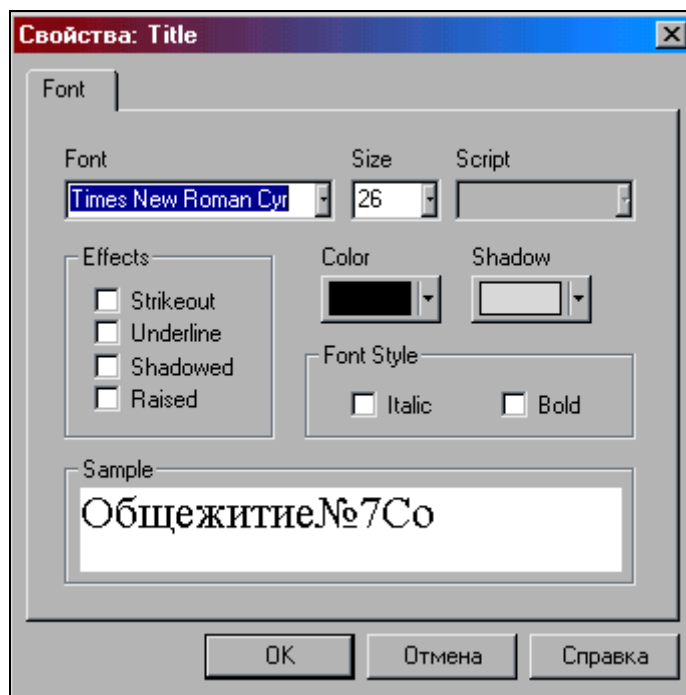 Свойства: Title
Font
Font Size Script
Times New Roman Cyr 26
Effects Color Shadow
Strikeout
Underline
Shadowed
Raised
Font Style
Italic Bold
Sample
Общежитие№7Со
OK Отмена Справка